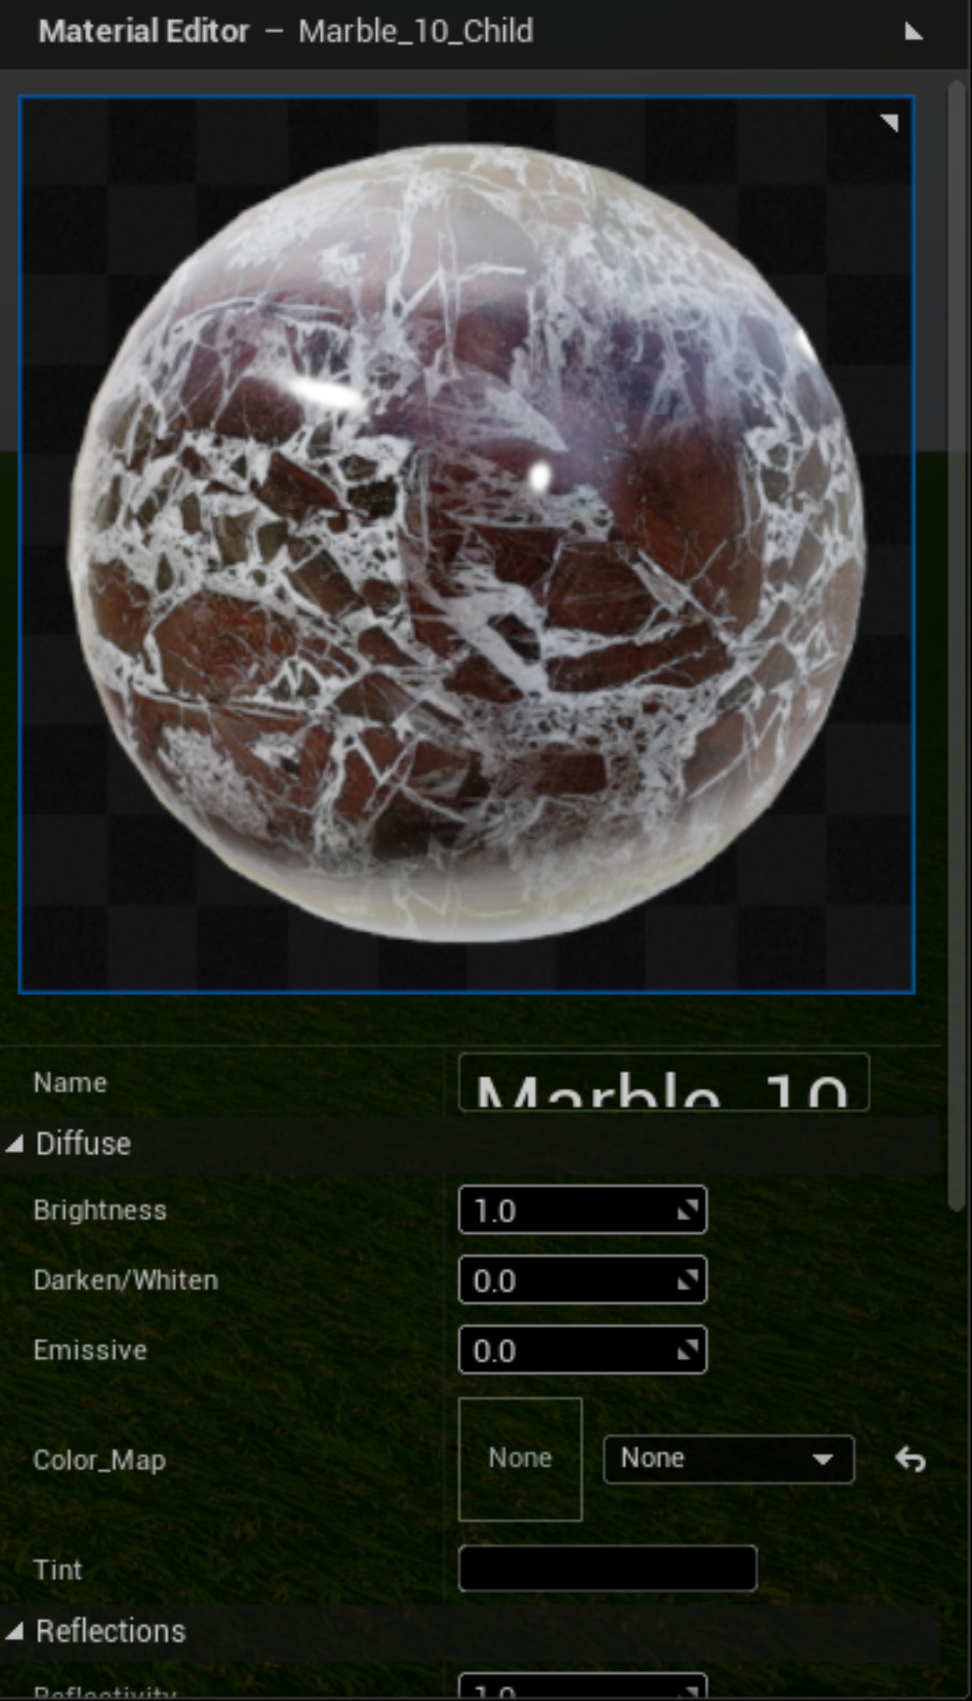 Material Editor – Marble_10_Child
Name Marble_10
Diffuse
Brightness 1.0
Darken/Whiten 0.0
Emissive 0.0
Color_Map None None
Tint
Reflections
Reflectivity 1.0